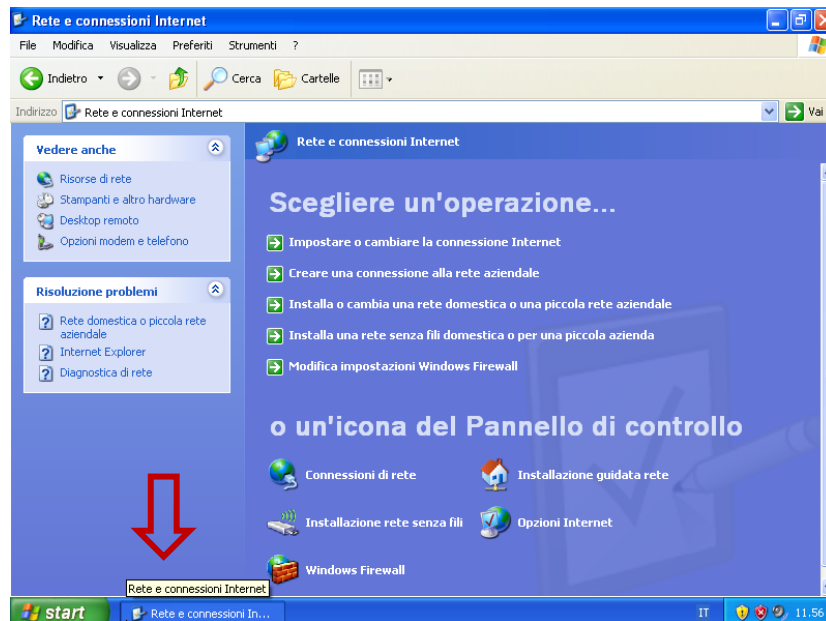 Rete e connessioni Internet
File Modifica Visualizza Preferiti Strumenti ?
Indietro Cerca Cartelle
Indirizzo Rete e connessioni Internet Vai
Vedere anche
Risorse di rete
Stampanti e altro hardware
Desktop remoto
Opzioni modem e telefono
Risoluzione problemi
Rete domestica o piccola rete
aziendale
Internet Explorer
Diagnostica di rete
Rete e connessioni Internet
Scegliere un'operazione...
Impostare o cambiare la connessione Internet
Creare una connessione alla rete aziendale
Installa o cambia una rete domestica o una piccola rete aziendale
Installa una rete senza fili domestica o per una piccola azienda
Modifica impostazioni Windows Firewall
o un'icona del Pannello di controllo
Connessioni di rete Installazione guidata rete
Installazione rete senza fili Opzioni Internet
Windows Firewall
Rete e connessioni Internet
start Rete e connessioni In... IT 11.56